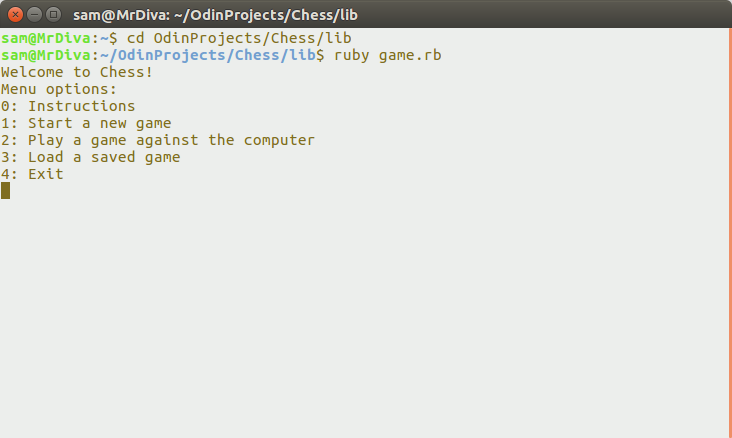 sam@MrDiva: ~/OdinProjects/Chess/lib
sam@MrDiva:~$ cd OdinProjects/Chess/lib
sam@MrDiva:~/OdinProjects/Chess/lib$ ruby game.rb
Welcome to Chess!
Menu options:
0: Instructions
1: Start a new game
2: Play a game against the computer
3: Load a saved game
4: Exit